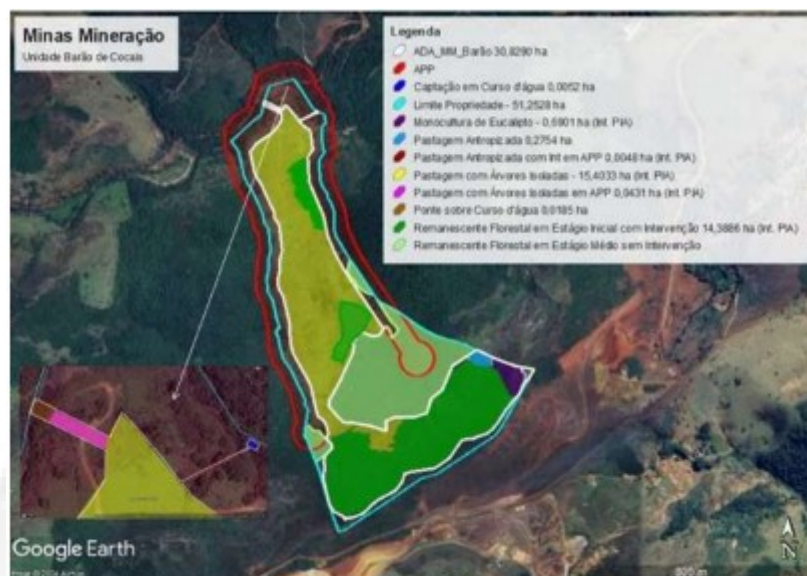 Minas Mineração
Unidade Barão de Cocais
Legenda
ADA_MM_Barão 30,8290 ha
APP
Captação em Curso d'água 0,0052 ha
Limite Propriedade - 51,2528 ha
Monocultura de Eucalipto - 0,6901 ha (Int. PIA)
Pastagem Antropizada 0,2754 ha
Pastagem Antropizada com Int em APP 0,0048 ha (Int. PIA)
Pastagem com Árvores Isoladas - 15,4033 ha (Int. PIA)
Pastagem com Árvores Isoladas em APP 0,0431 ha (Int. PIA)
Ponte sobre Curso d'água 0,0185 ha
Remanescente Florestal em Estágio Inicial com Intervenção 14,3886 ha (Int. PIA)
Remanescente Florestal em Estágio Médio sem Intervenção
Google Earth
N